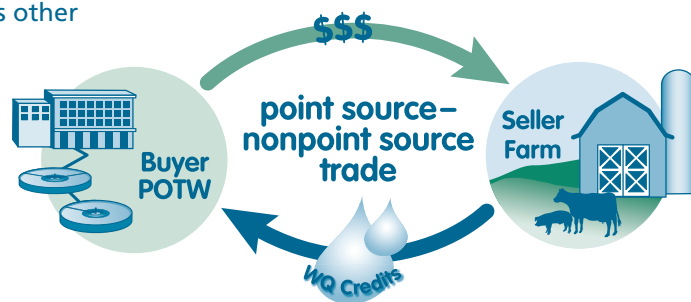 s other
$$$
point source–
nonpoint source
trade
Buyer
POTW
Seller
Farm
WQ Credits